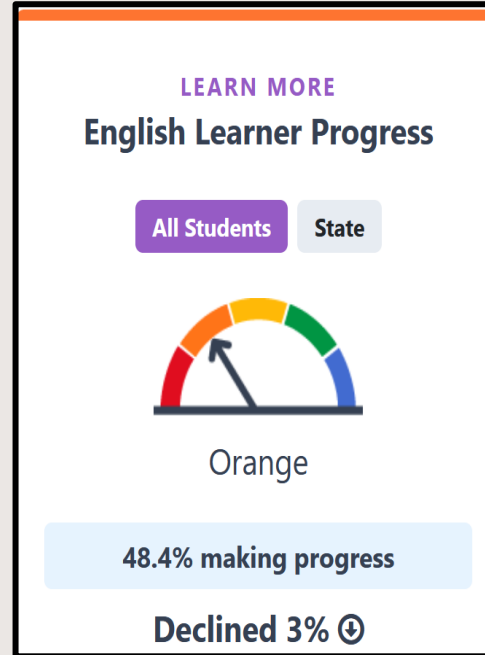 LEARN MORE
English Learner Progress
All Students State
Orange
48.4% making progress
Declined 3%